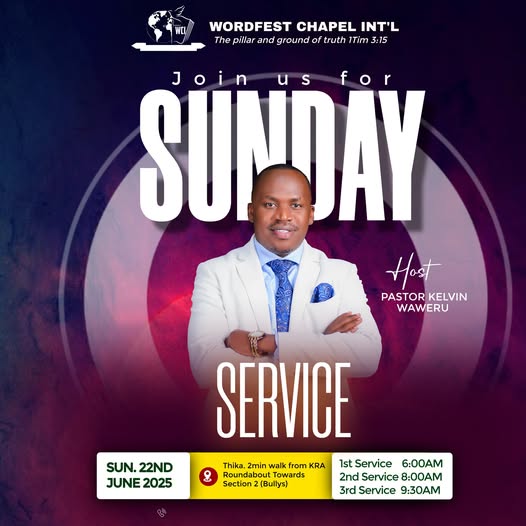 WCI
WORDFEST CHAPEL INT'L
The pillar and ground of truth 1Tim 3:15
Join us for
SUNDAY
Host
PASTOR KELVIN
WAWERU
SERVICE
SUN. 22ND
JUNE 2025
Thika. 2min walk from KRA
Roundabout Towards
Section 2 (Bullys)
1st Service 6:00AM
2nd Service 8:00AM
3rd Service 9:30AM